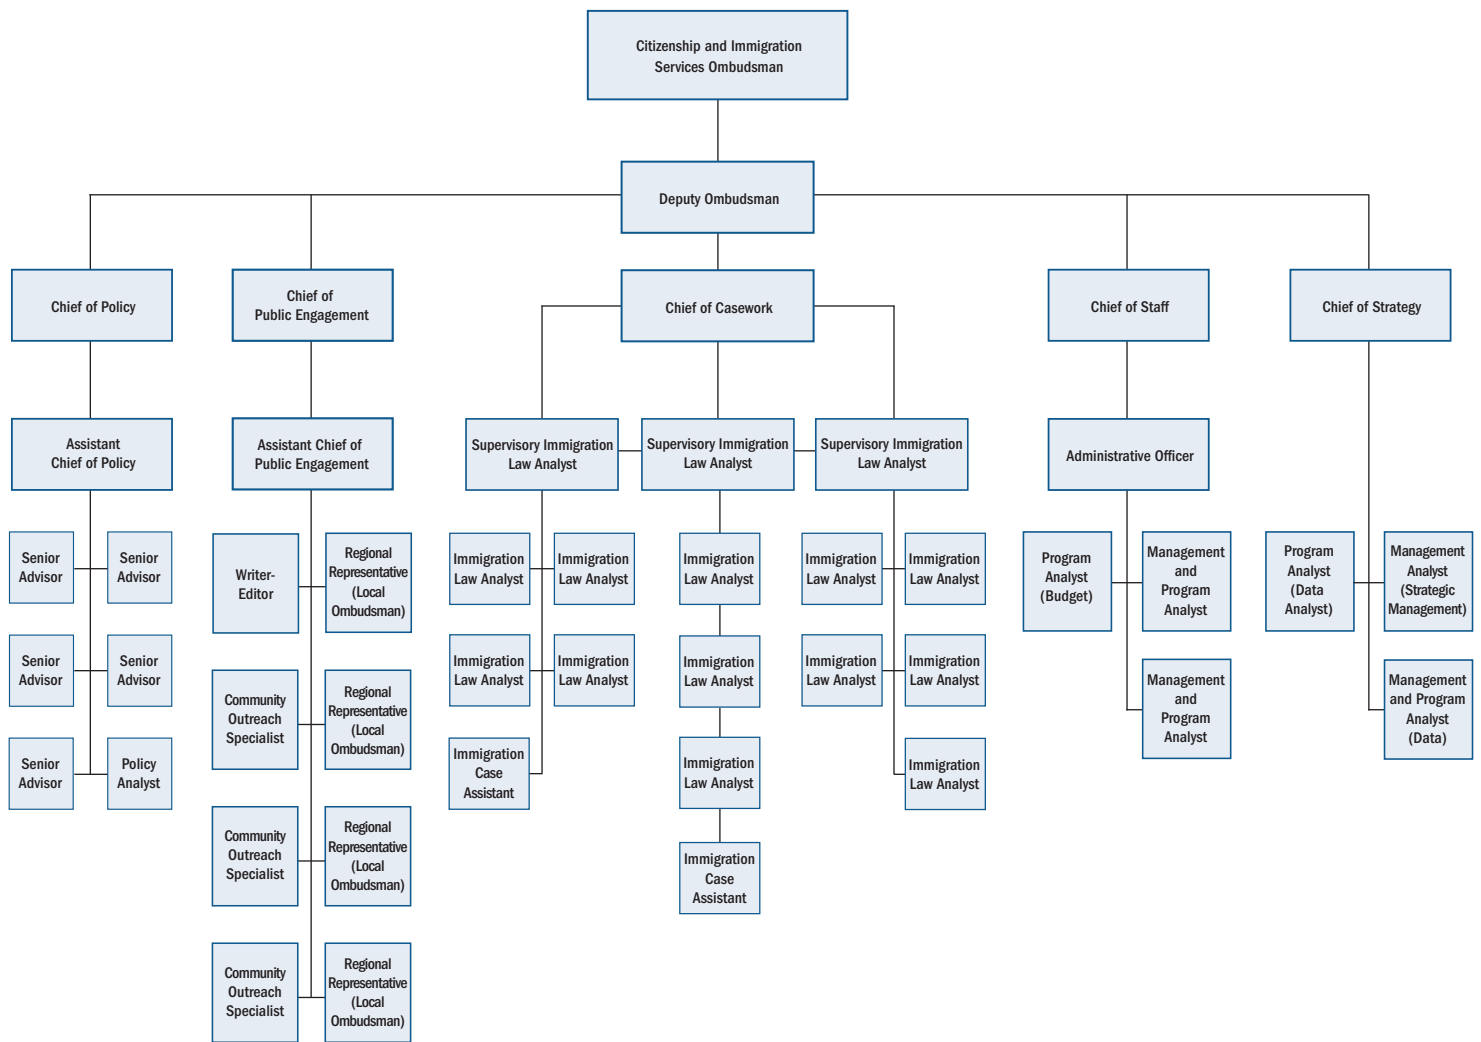 Citizenship and Immigration
Services Ombudsman
Deputy Ombudsman
Chief of Policy
Chief of
Public Engagement
Chief of Casework
Chief of Staff
Chief of Strategy
Assistant
Chief of Policy
Assistant Chief of
Public Engagement
Supervisory Immigration
Law Analyst
Supervisory Immigration
Law Analyst
Supervisory Immigration
Law Analyst
Administrative Officer
Senior
Advisor
Senior
Advisor
Senior
Advisor
Senior
Advisor
Senior
Advisor
Policy
Analyst
Writer-
Editor
Regional
Representative
(Local
Ombudsman)
Community
Outreach
Specialist
Regional
Representative
(Local
Ombudsman)
Community
Outreach
Specialist
Regional
Representative
(Local
Ombudsman)
Community
Outreach
Specialist
Regional
Representative
(Local
Ombudsman)
Immigration
Law Analyst
Immigration
Law Analyst
Immigration
Law Analyst
Immigration
Law Analyst
Immigration
Case
Assistant
Immigration
Law Analyst
Immigration
Law Analyst
Immigration
Law Analyst
Immigration
Case
Assistant
Immigration
Law Analyst
Immigration
Law Analyst
Immigration
Law Analyst
Immigration
Law Analyst
Immigration
Law Analyst
Program
Analyst
(Budget)
Management
and
Program
Analyst
Management
and
Program
Analyst
Program
Analyst
(Data
Analyst)
Management
Analyst
(Strategic
Management)
Management
and Program
Analyst
(Data)